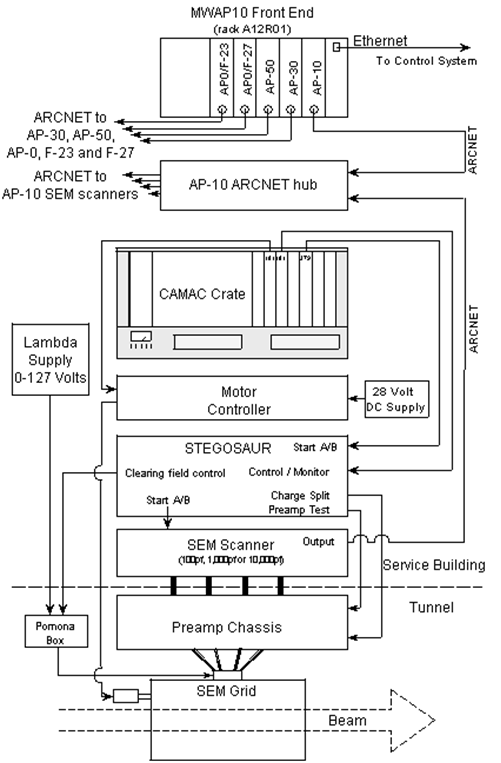 MWAP10 Front End
(rack A12R01)
Ethernet
To Control System
AP0/F-23
AP0/F-27
AP-50
AP-30
AP-10
ARCNET to
AP-30, AP-50,
AP-0, F-23 and F-27
ARCNET
ARCNET to
AP-10 SEM scanners
AP-10 ARCNET hub
CAMAC Crate
ARCNET
Lambda
Supply
0-127 Volts
Motor
Controller
28 Volt
DC Supply
STEGOSAUR
Start A/B
Clearing field control
Control / Monitor
Start A/B
Charge Split
Preamp Test
SEM Scanner
Output
(100pf, 1,000pf or 10,000pf)
Service Building
Tunnel
Pomona
Box
Preamp Chassis
SEM Grid
Beam